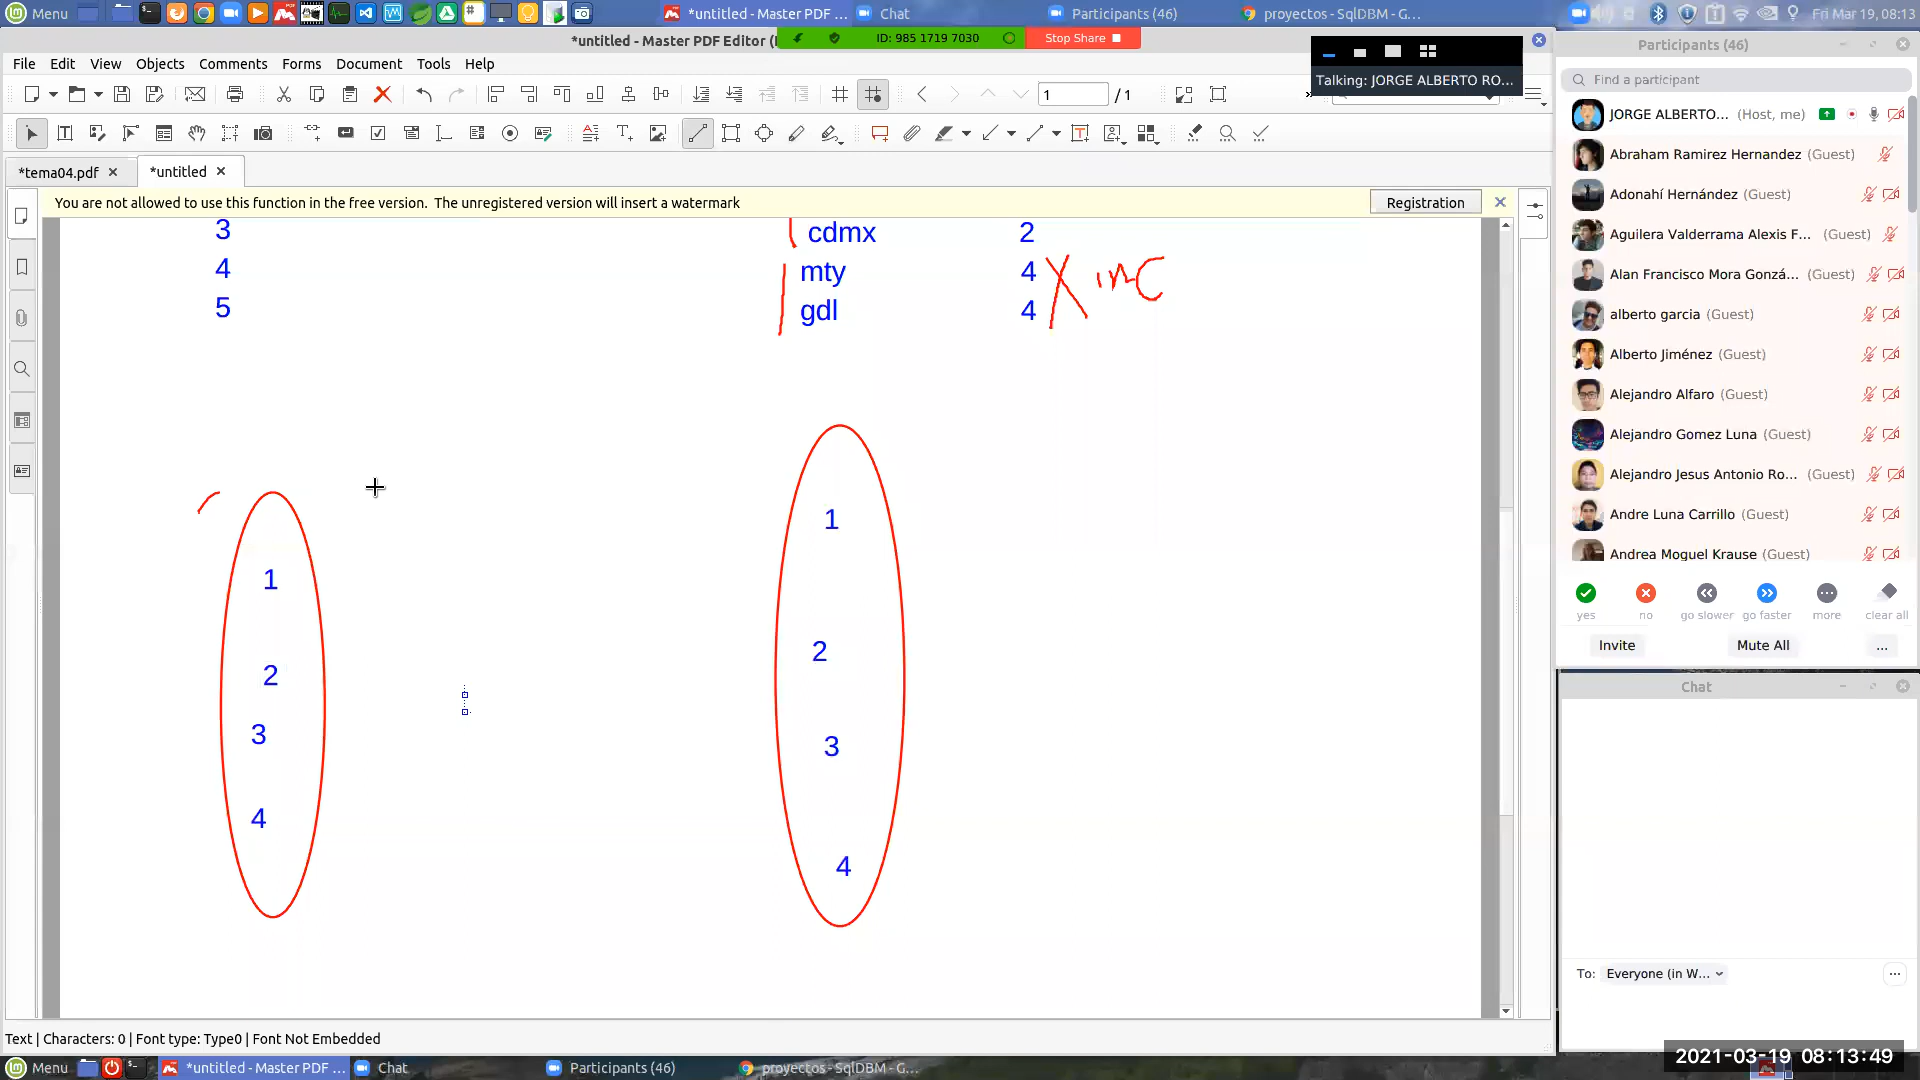 Menu
*untitled - Master PDF ...
Chat
Participants (46)
proyectos - SqlDBM - G...
Fri Mar 19, 08:13
*untitled - Master PDF Editor (
ID: 985 1719 7030
Stop Share
Talking: JORGE ALBERTO RO...
File Edit View Objects Comments Forms Document Tools Help
1 / 1
*tema04.pdf
*untitled
You are not allowed to use this function in the free version. The unregistered version will insert a watermark
Registration
3
4
5
cdmx 2
mty 4
gdl 4
X inc
1
2
3
4
1
2
3
4
Text | Characters: 0 | Font type: Type0 | Font Not Embedded
Participants (46)
Find a participant
JORGE ALBERTO... (Host, me)
Abraham Ramirez Hernandez (Guest)
Adonahí Hernández (Guest)
Aguilera Valderrama Alexis F... (Guest)
Alan Francisco Mora Gonzá... (Guest)
alberto garcia (Guest)
Alberto Jiménez (Guest)
Alejandro Alfaro (Guest)
Alejandro Gomez Luna (Guest)
Alejandro Jesus Antonio Ro... (Guest)
Andre Luna Carrillo (Guest)
Andrea Moguel Krause (Guest)
yes no go slower go faster more clear all
Invite
Mute All
...
Chat
To: Everyone (in W...
Menu
*untitled - Master PDF ...
Chat
Participants (46)
proyectos - SqlDBM - G...
2021-03-19 08:13:49